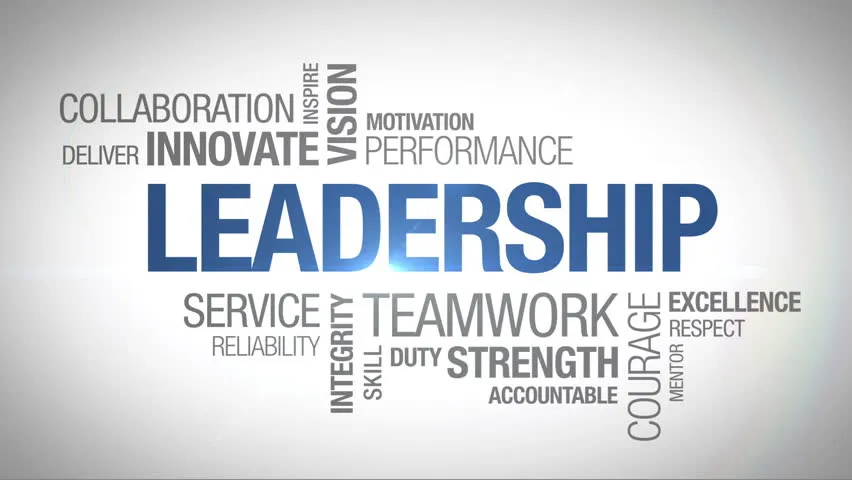 COLLABORATION
INSPIRE
VISION
MOTIVATION
DELIVER
INNOVATE
PERFORMANCE
LEADERSHIP
SERVICE
RELIABILITY
INTEGRITY
SKILL
TEAMWORK
DUTY
STRENGTH
ACCOUNTABLE
COURAGE
EXCELLENCE
RESPECT
MENTOR